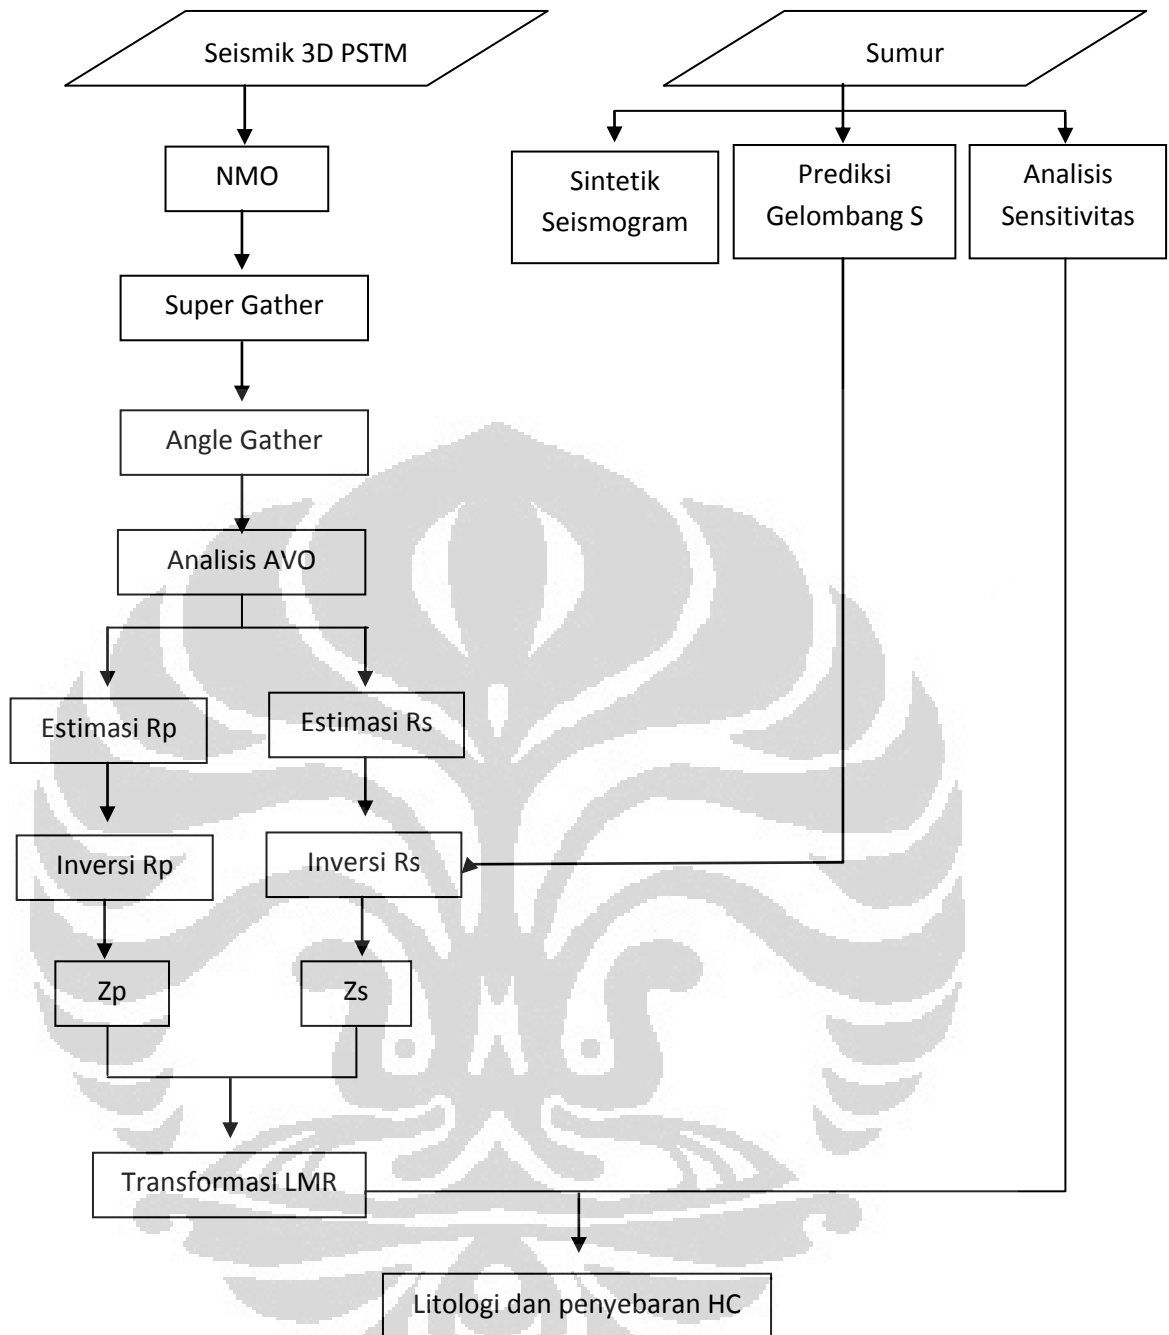 Seismik 3D PSTM
Sumur
NMO
Sintetik
Seismogram
Prediksi
Gelombang S
Analisis
Sensitivitas
Super Gather
Angle Gather
Analisis AVO
Estimasi Rp
Estimasi Rs
Inversi Rp
Inversi Rs
Zp
Zs
Transformasi LMR
Litologi dan penyebaran HC